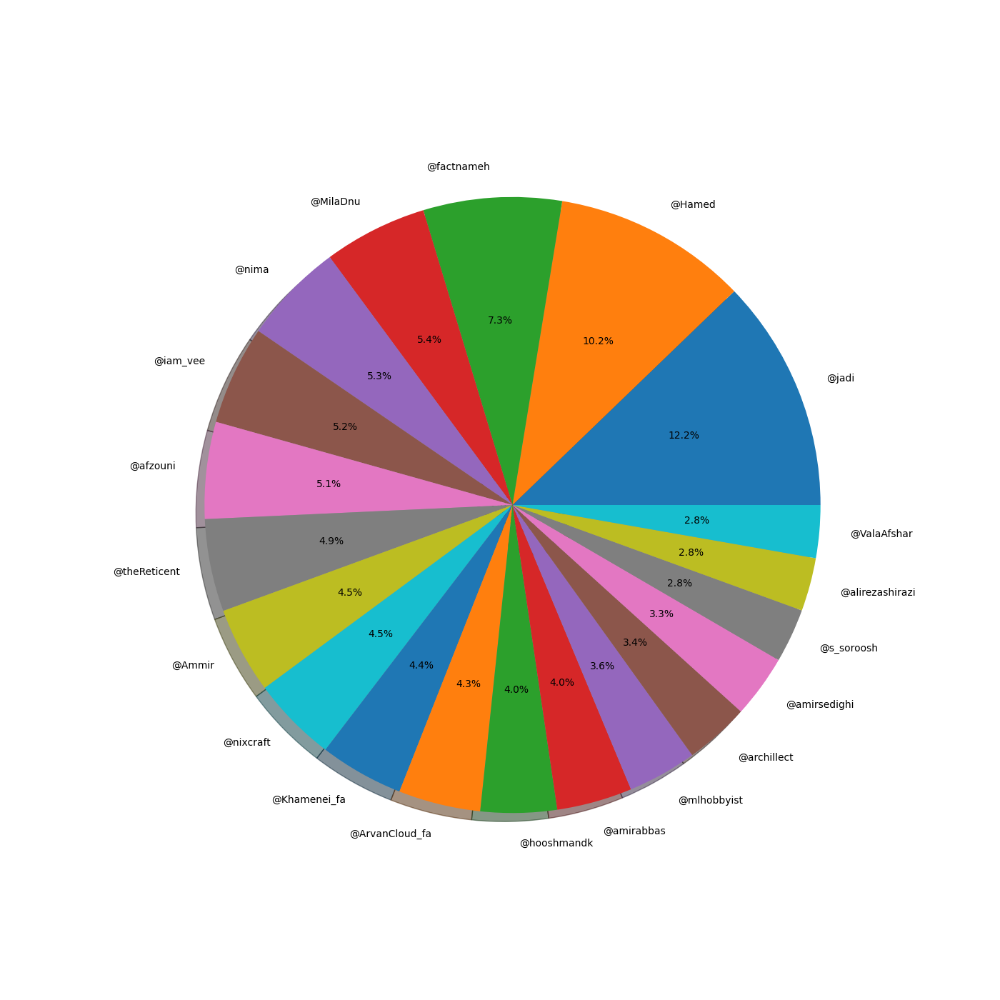 @factnameh
@MilaDnu
@Hamed
@nima
@iam_vee
@jadi
@afzouni
@theReticent
@ValaAfshar
@alirezashirazi
@s_soroosh
@Ammir
@amirsedighi
@nixcraft
@archillect
@Khamenei_fa
@mlhobbyist
@ArvanCloud_fa
@amirabbas
@hooshmandk
7.3%
5.4%
10.2%
5.3%
5.2%
12.2%
5.1%
4.9%
2.8%
2.8%
2.8%
4.5%
3.3%
4.5%
3.4%
4.4%
3.6%
4.3%
4.0%
4.0%